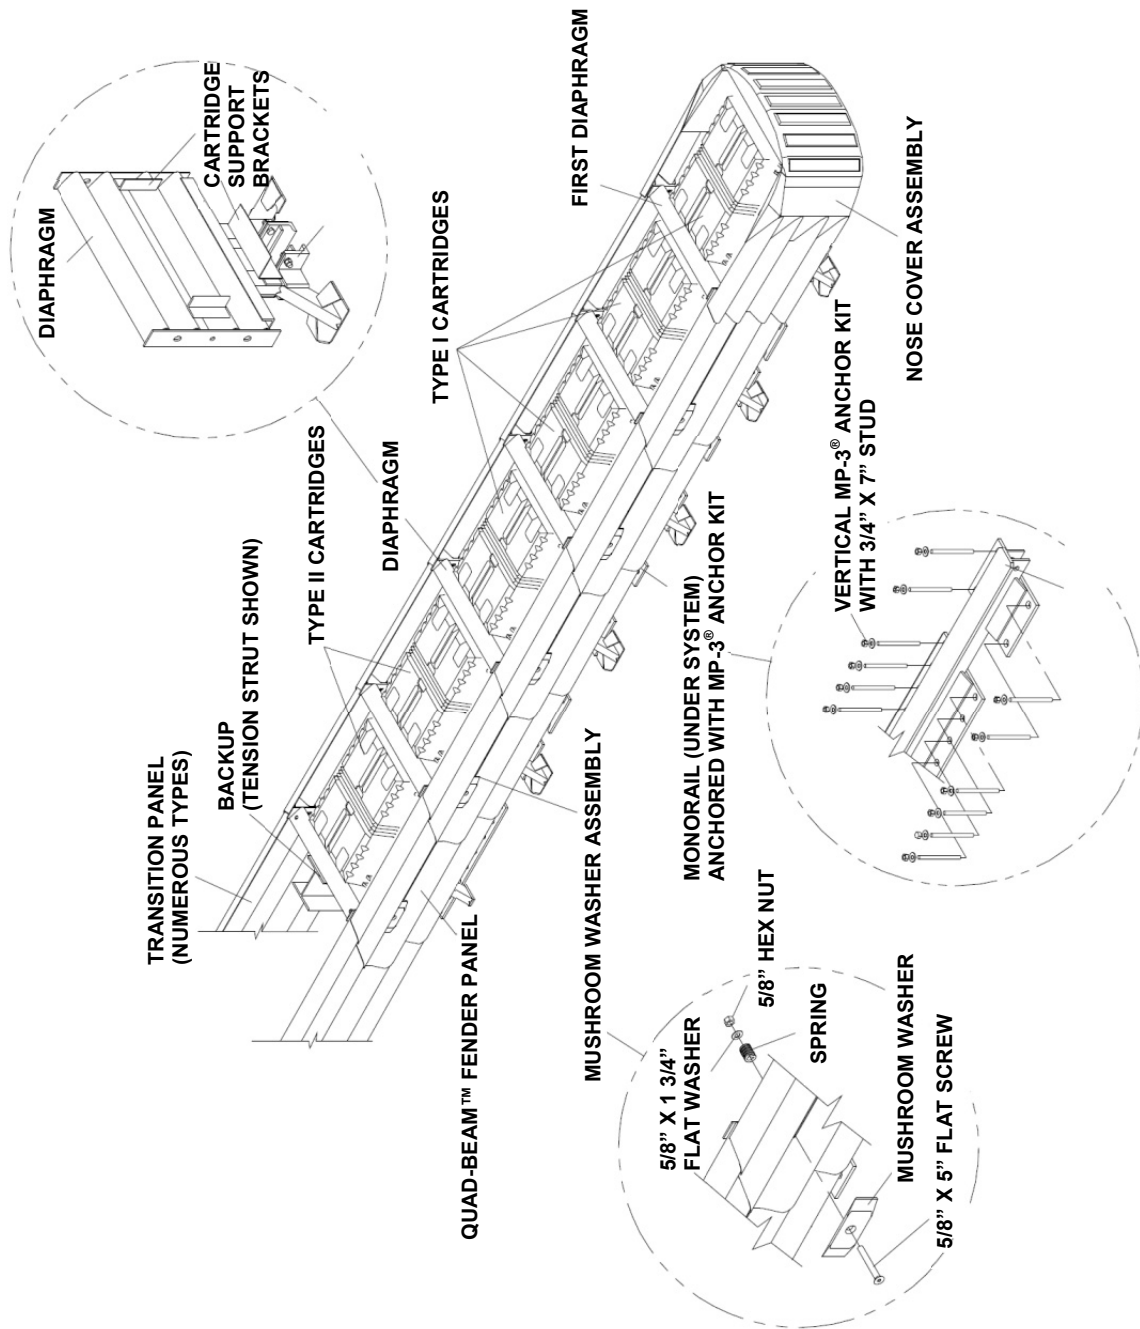 DIAPHRAGM
CARTRIDGE
SUPPORT
BRACKETS
FIRST DIAPHRAGM
TYPE I CARTRIDGES
NOSE COVER ASSEMBLY
TYPE II CARTRIDGES
DIAPHRAGM
BACKUP
(TENSION STRUT SHOWN)
TRANSITION PANEL
(NUMEROUS TYPES)
VERTICAL MP-3® ANCHOR KIT
WITH 3/4” X 7” STUD
MONORAIL (UNDER SYSTEM)
ANCHORED WITH MP-3® ANCHOR KIT
MUSHROOM WASHER ASSEMBLY
QUAD-BEAM™ FENDER PANEL
5/8” X 1 3/4”
FLAT WASHER
5/8” HEX NUT
SPRING
MUSHROOM WASHER
5/8” X 5” FLAT SCREW